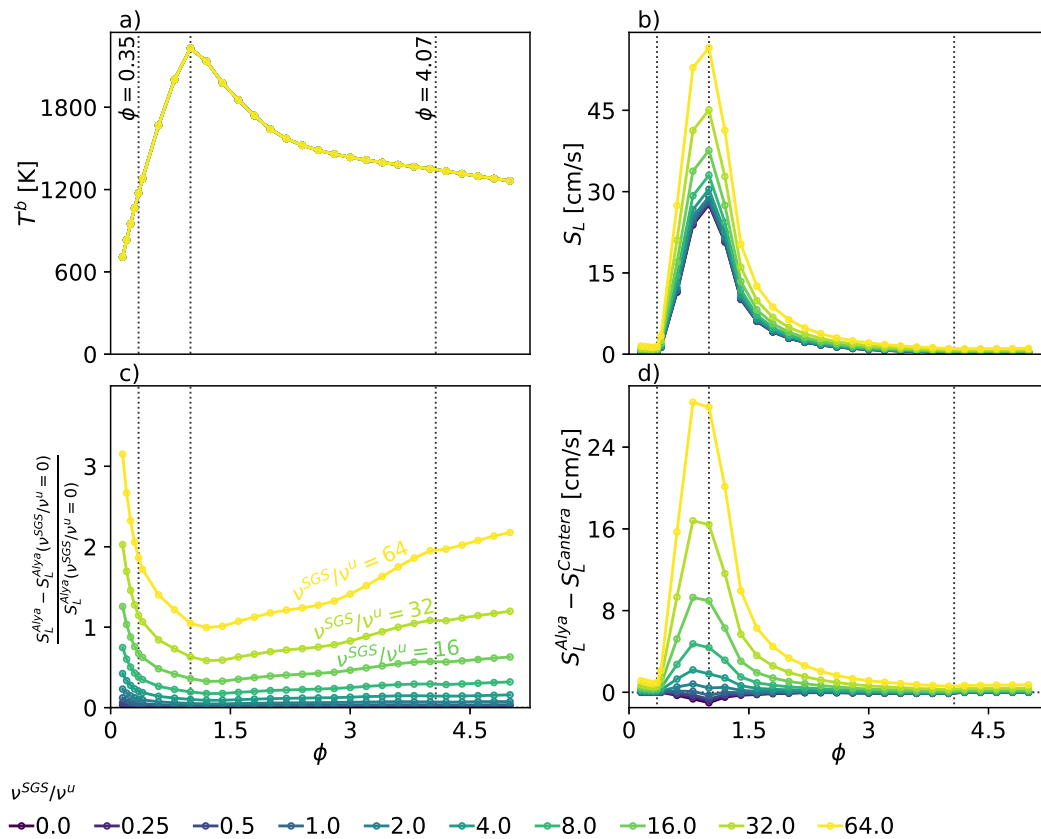 a)
ϕ = 0.35
ϕ = 4.07
T^b [K]
1800
1200
600
0
b)
S_L [cm/s]
45
30
15
0
c)
\frac{S_L^{Alya} − S_L^{Alya}(ν^{SGS}/ν^u = 0)}{S_L^{Alya}(ν^{SGS}/ν^u = 0)}
3
2
1
0
ν^{SGS}/ν^u = 64
ν^{SGS}/ν^u = 32
ν^{SGS}/ν^u = 16
0 1.5 3 4.5
ϕ
d)
S_L^{Alya} − S_L^{Cantera} [cm/s]
24
16
8
0
0 1.5 3 4.5
ϕ
ν^{SGS}/ν^u
0.0 0.25 0.5 1.0 2.0 4.0 8.0 16.0 32.0 64.0